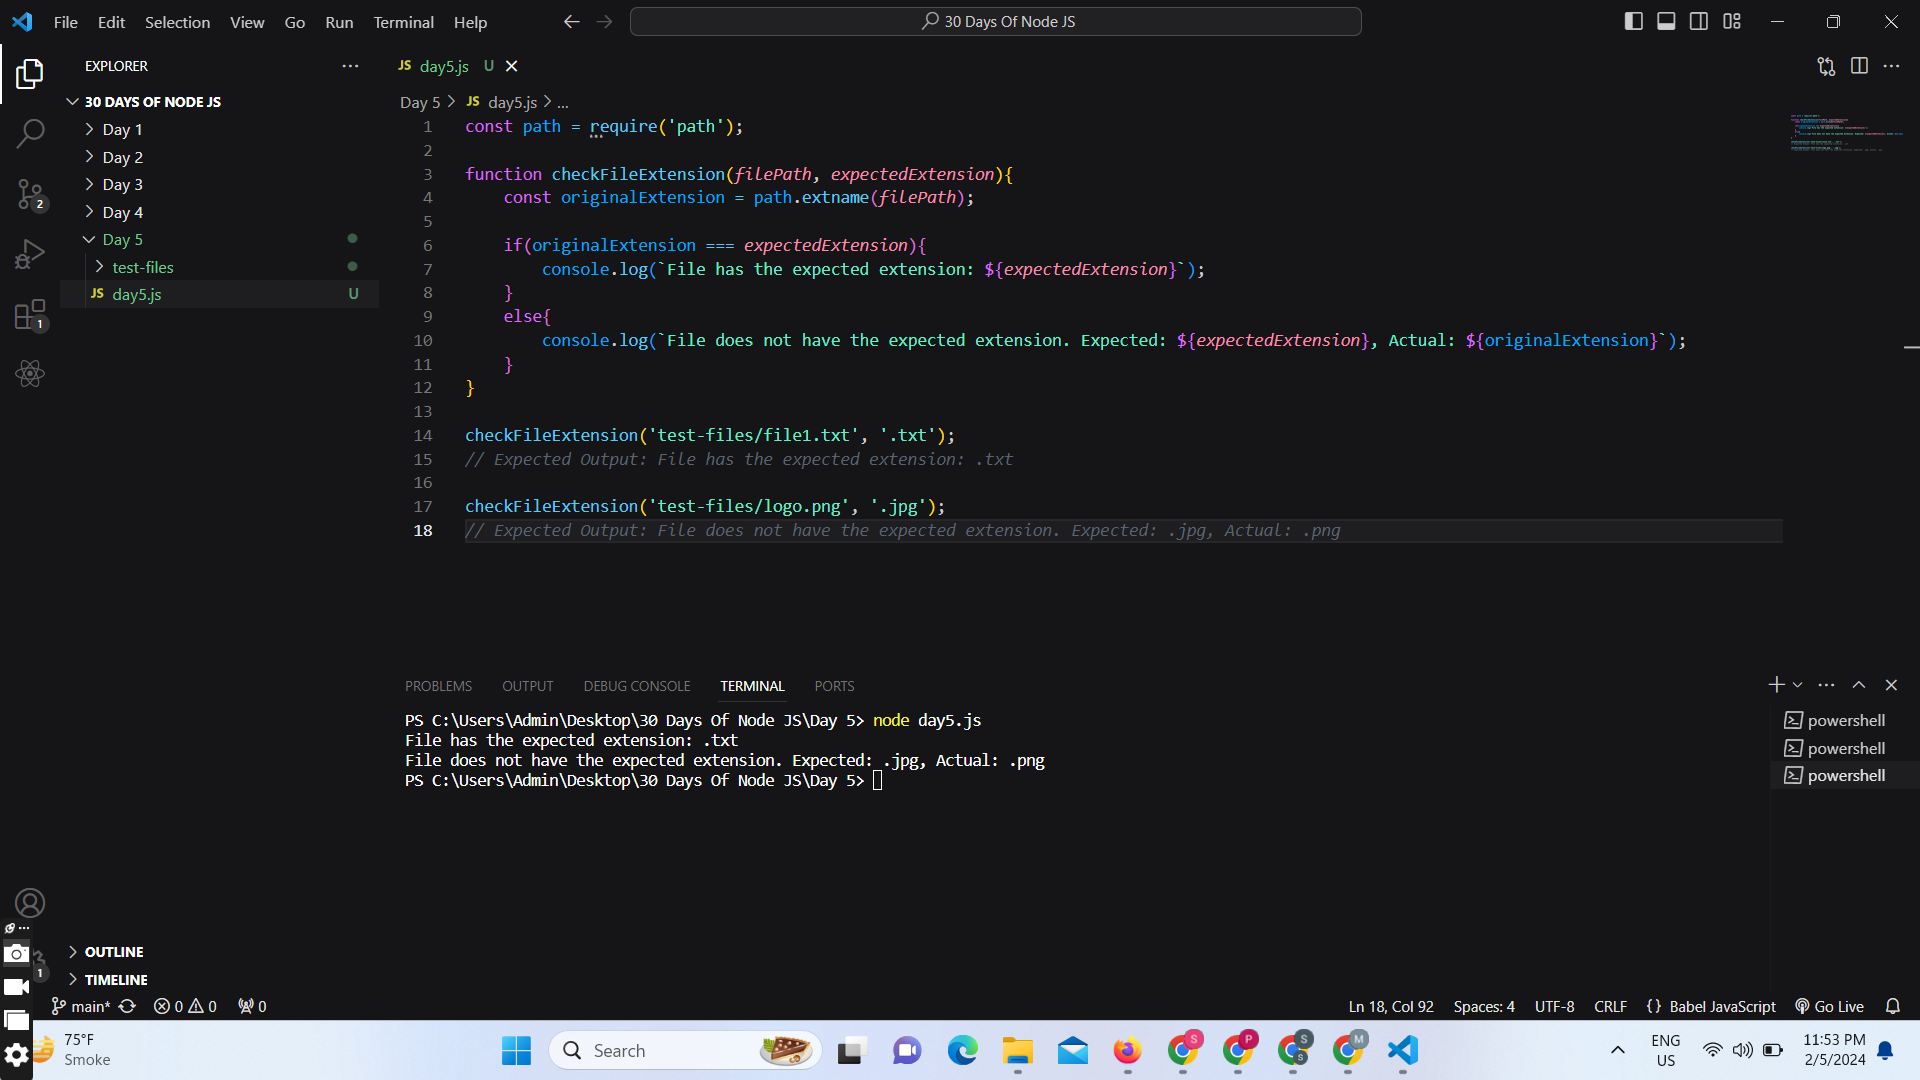 File Edit Selection View Go Run Terminal Help
30 Days Of Node JS
EXPLORER
30 DAYS OF NODE JS
Day 1
Day 2
Day 3
Day 4
Day 5
test-files
JS day5.js U
OUTLINE
TIMELINE
JS day5.js U
Day 5 > JS day5.js > ...
1 const path = require('path');
2
3 function checkFileExtension(filePath, expectedExtension){
4 const originalExtension = path.extname(filePath);
5
6 if(originalExtension === expectedExtension){
7 console.log(`File has the expected extension: ${expectedExtension}`);
8 }
9 else{
10 console.log(`File does not have the expected extension. Expected: ${expectedExtension}, Actual: ${originalExtension}`);
11 }
12 }
13
14 checkFileExtension('test-files/file1.txt', '.txt');
15 // Expected Output: File has the expected extension: .txt
16
17 checkFileExtension('test-files/logo.png', '.jpg');
18 // Expected Output: File does not have the expected extension. Expected: .jpg, Actual: .png
PROBLEMS OUTPUT DEBUG CONSOLE TERMINAL PORTS
PS C:\Users\Admin\Desktop\30 Days Of Node JS\Day 5> node day5.js
File has the expected extension: .txt
File does not have the expected extension. Expected: .jpg, Actual: .png
PS C:\Users\Admin\Desktop\30 Days Of Node JS\Day 5>
powershell
powershell
powershell
2
1
1
main* 0 0 0 Ln 18, Col 92 Spaces: 4 UTF-8 CRLF {} Babel JavaScript Go Live
75°F
Smoke
Search
S
P
S
S
M
ENG
US
11:53 PM
2/5/2024